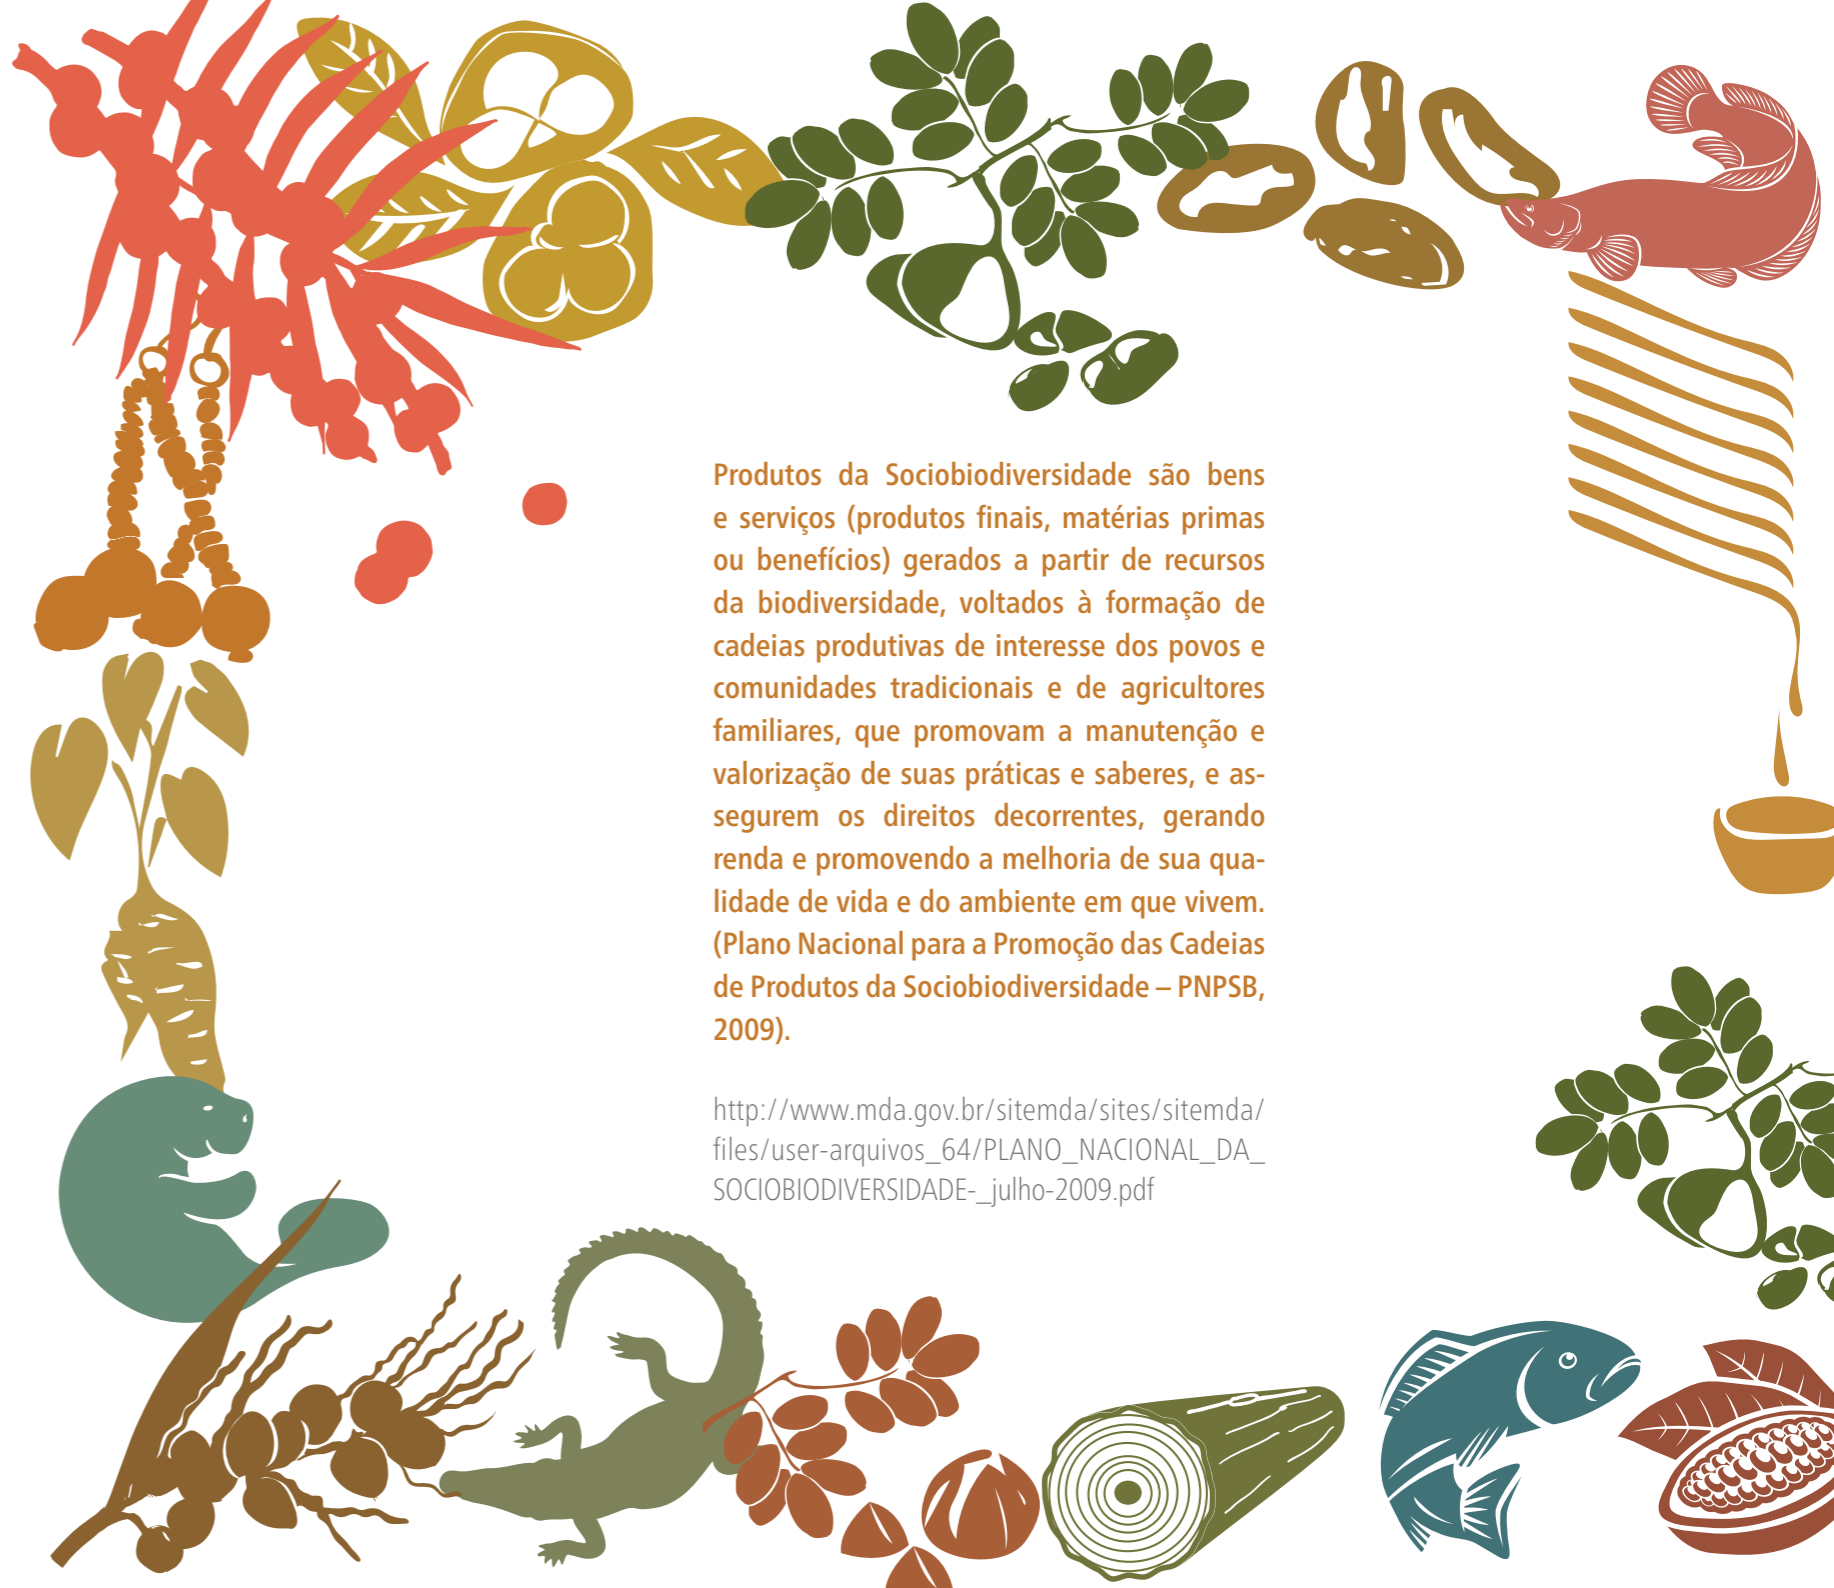 Produtos da Sociobiodiversidade são bens
e serviços (produtos finais, matérias primas
ou benefícios) gerados a partir de recursos
da biodiversidade, voltados à formação de
cadeias produtivas de interesse dos povos e
comunidades tradicionais e de agricultores
familiares, que promovam a manutenção e
valorização de suas práticas e saberes, e as-
segurem os direitos decorrentes, gerando
renda e promovendo a melhoria de sua qua-
lidade de vida e do ambiente em que vivem.
(Plano Nacional para a Promoção das Cadeias
de Produtos da Sociobiodiversidade – PNPSB,
2009).
http://www.mda.gov.br/sitemda/sites/sitemda/
files/user-arquivos_64/PLANO_NACIONAL_DA_
SOCIOBIODIVERSIDADE-_julho-2009.pdf